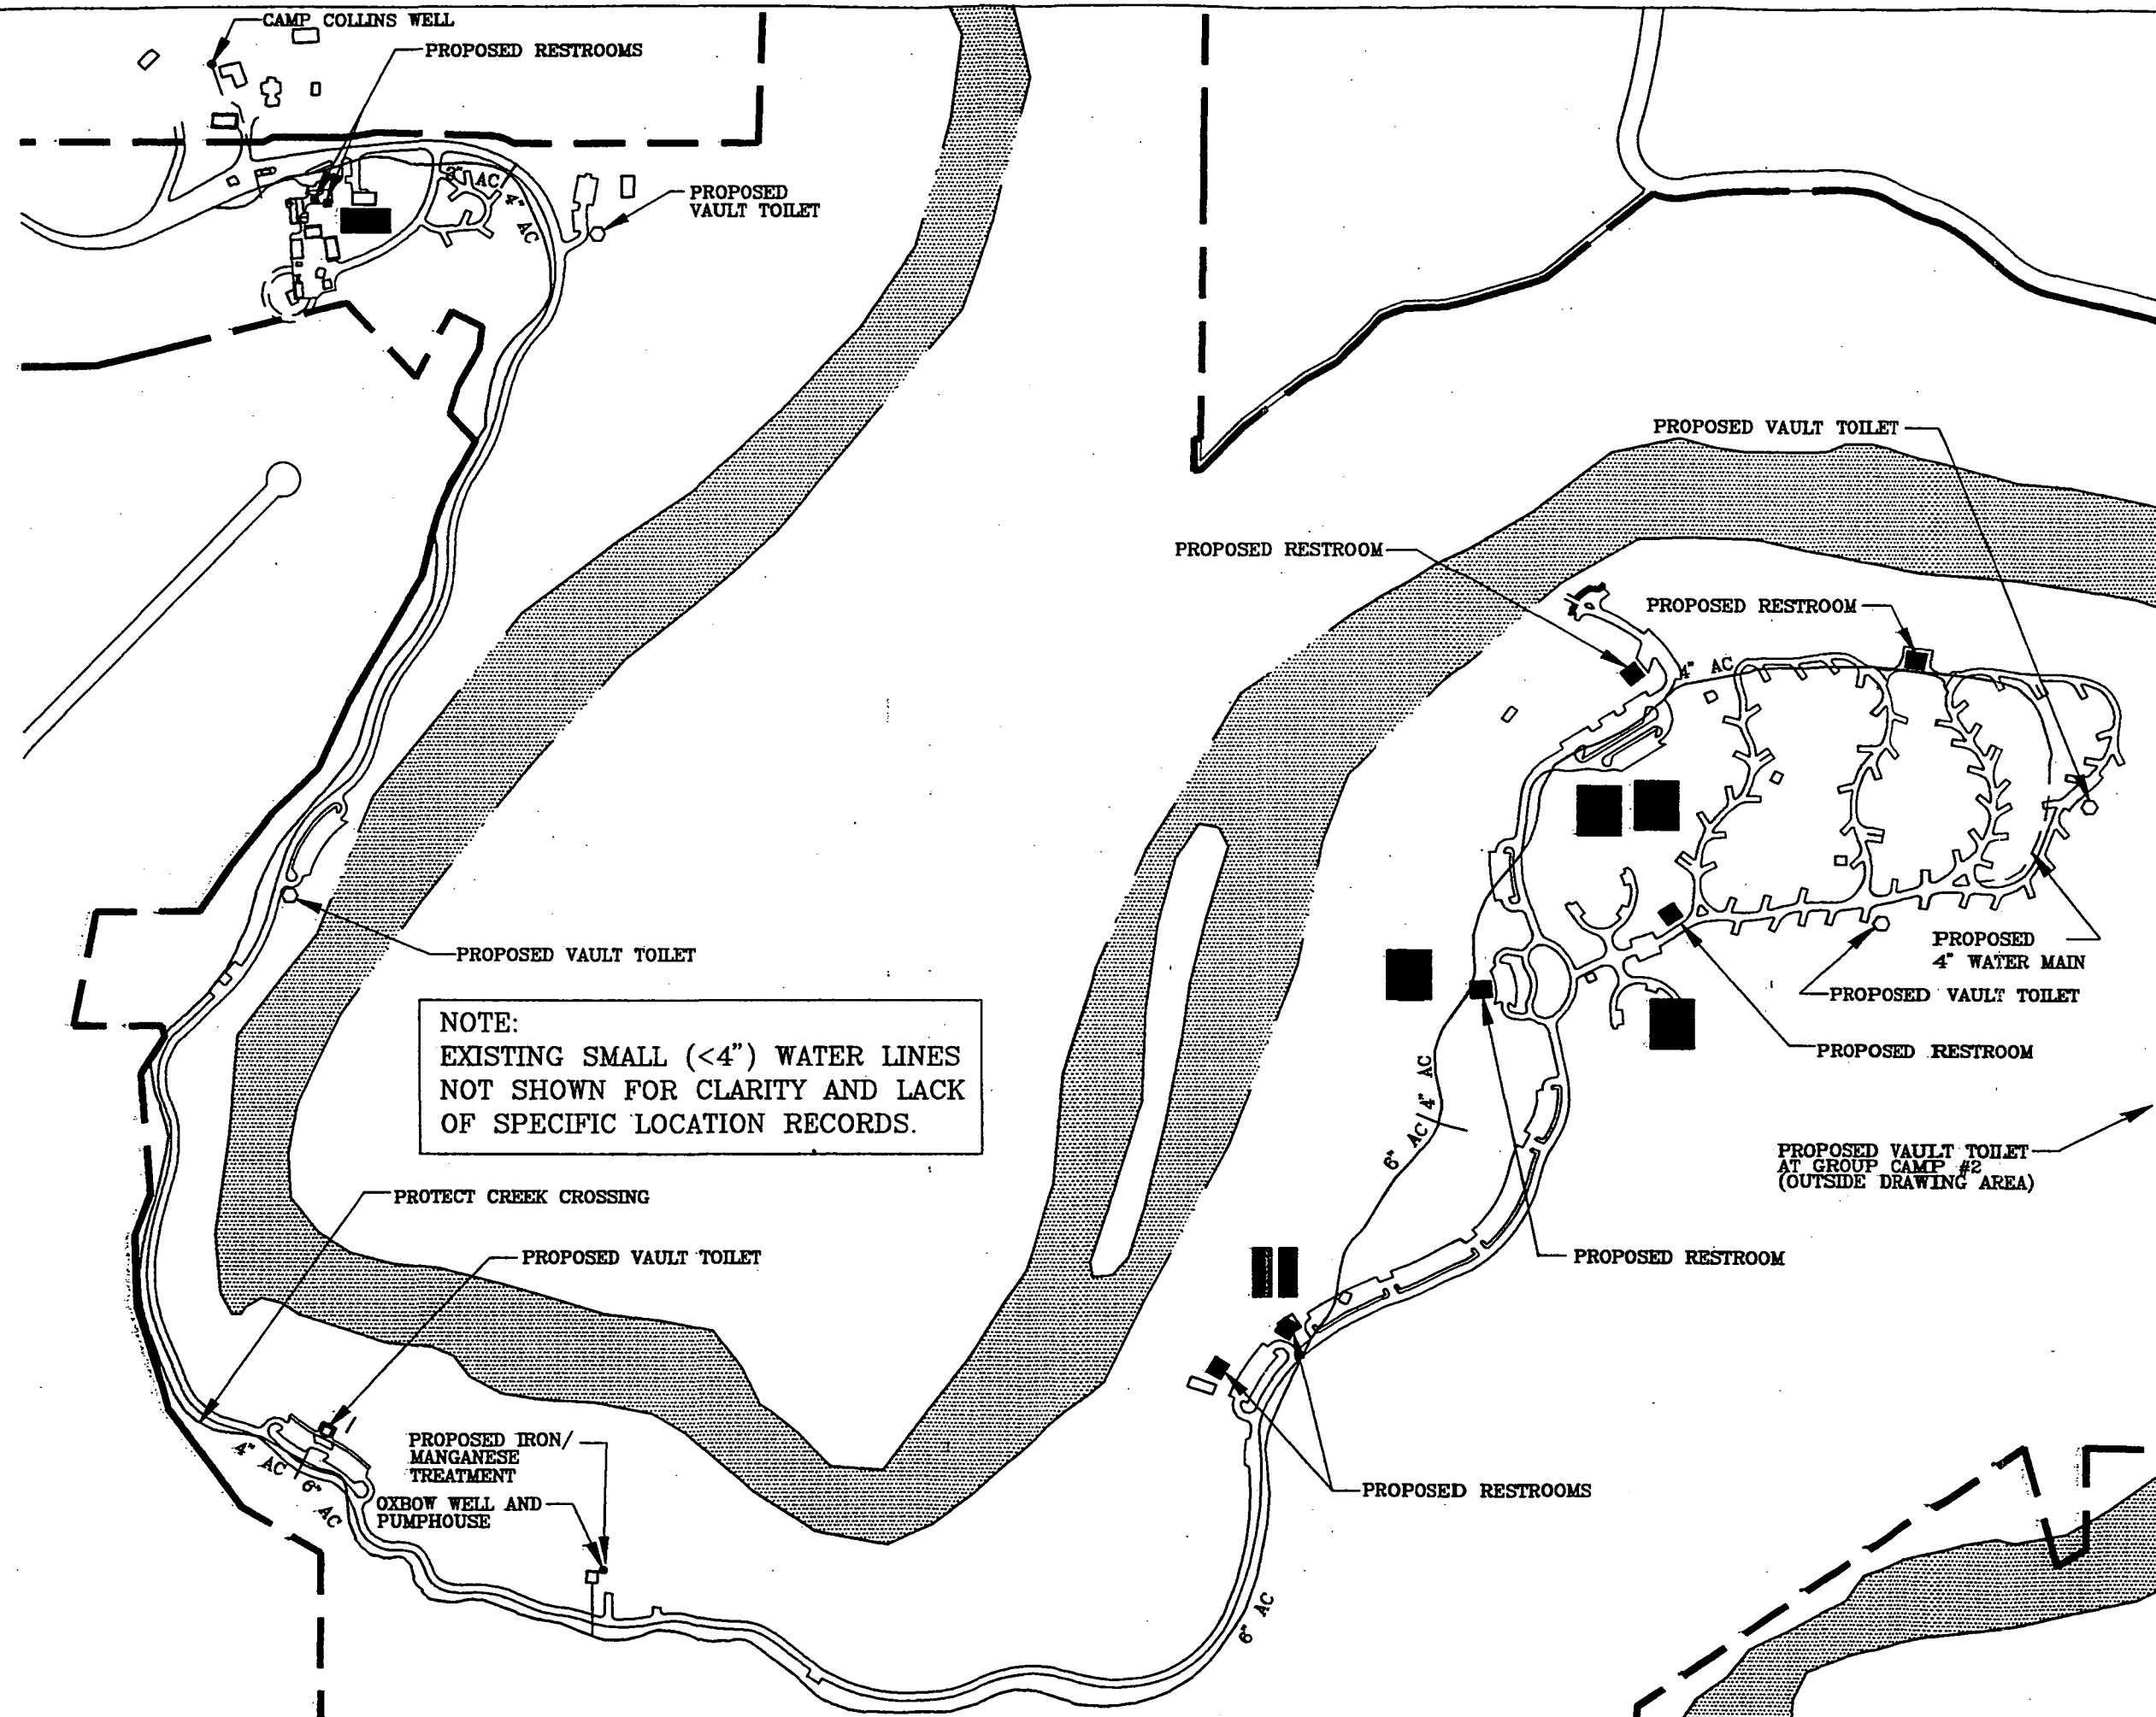 CAMP COLLINS WELL
PROPOSED RESTROOMS
PROPOSED
VAULT TOILET
6" AC
4" AC
PROPOSED VAULT TOILET
PROPOSED RESTROOM
PROPOSED RESTROOM
4" AC
PROPOSED VAULT TOILET
PROPOSED
4" WATER MAIN
PROPOSED VAULT TOILET
PROPOSED RESTROOM
NOTE:
EXISTING SMALL (<4") WATER LINES
NOT SHOWN FOR CLARITY AND LACK
OF SPECIFIC LOCATION RECORDS.
6" AC
4" AC
PROPOSED VAULT TOILET
AT GROUP CAMP #2
(OUTSIDE DRAWING AREA)
PROTECT CREEK CROSSING
PROPOSED VAULT TOILET
PROPOSED RESTROOM
4" AC
6" AC
PROPOSED IRON/
MANGANESE
TREATMENT
OXBOW WELL AND
PUMPHOUSE
PROPOSED RESTROOMS
6" AC